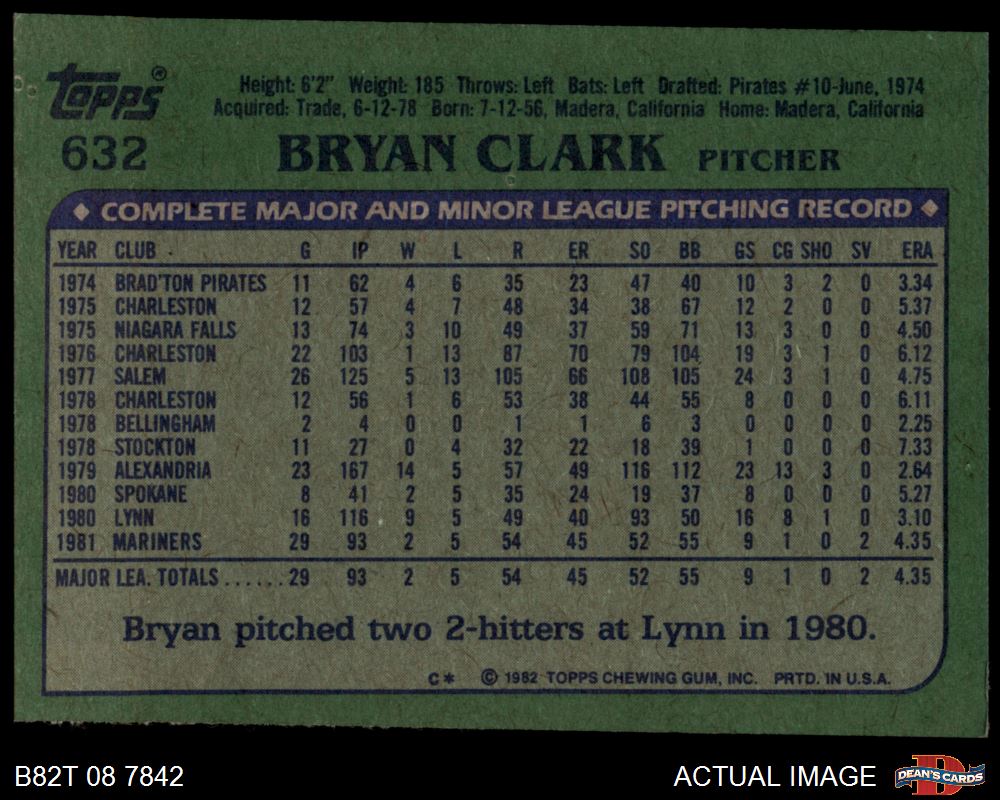 Topps®
Height: 6'2" Weight: 185 Throws: Left Bats: Left Drafted: Pirates #10-June, 1974
Acquired: Trade, 6-12-78 Born: 7-12-56, Madera, California Home: Madera, California
632 BRYAN CLARK PITCHER
◆ COMPLETE MAJOR AND MINOR LEAGUE PITCHING RECORD ◆
YEAR CLUB G IP W L R ER SO BB GS CG SHO SV ERA
1974 BRAD'TON PIRATES 11 62 4 6 35 23 47 40 10 3 2 0 3.34
1975 CHARLESTON 12 57 4 7 48 34 38 67 12 2 0 0 5.37
1975 NIAGARA FALLS 13 74 3 10 49 37 59 71 13 3 0 0 4.50
1976 CHARLESTON 22 103 1 13 87 70 79 104 19 3 1 0 6.12
1977 SALEM 26 125 5 13 105 66 108 105 24 3 1 0 4.75
1978 CHARLESTON 12 56 1 6 53 38 44 55 8 0 0 0 6.11
1978 BELLINGHAM 2 4 0 0 1 1 6 3 0 0 0 0 2.25
1978 STOCKTON 11 27 0 4 32 22 18 39 1 0 0 0 7.33
1979 ALEXANDRIA 23 167 14 5 57 49 116 112 23 13 3 0 2.64
1980 SPOKANE 8 41 2 5 35 24 19 37 8 0 0 0 5.27
1980 LYNN 16 116 9 5 49 40 93 50 16 8 1 0 3.10
1981 MARINERS 29 93 2 5 54 45 52 55 9 1 0 2 4.35
MAJOR LEA. TOTALS......29 93 2 5 54 45 52 55 9 1 0 2 4.35
Bryan pitched two 2-hitters at Lynn in 1980.
C* © 1982 TOPPS CHEWING GUM, INC. PRTD. IN U.S.A.
B82T 08 7842 ACTUAL IMAGE DEAN'S CARDS